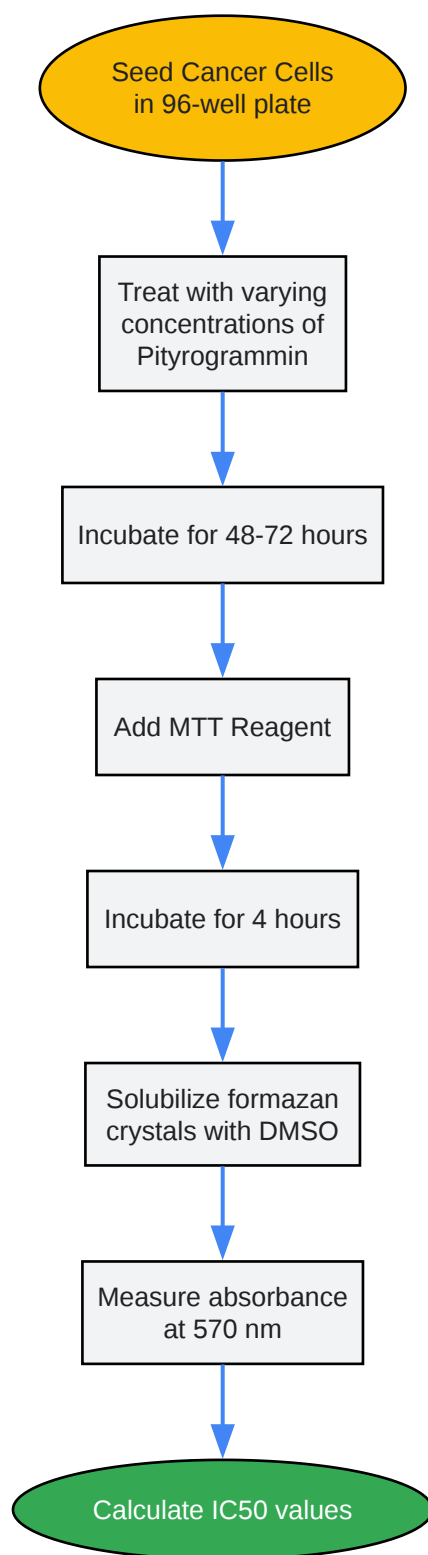 Seed Cancer Cells
in 96-well plate
Treat with varying
concentrations of
Pityrogrammin
Incubate for 48-72 hours
Add MTT Reagent
Incubate for 4 hours
Solubilize formazan
crystals with DMSO
Measure absorbance
at 570 nm
Calculate IC50 values